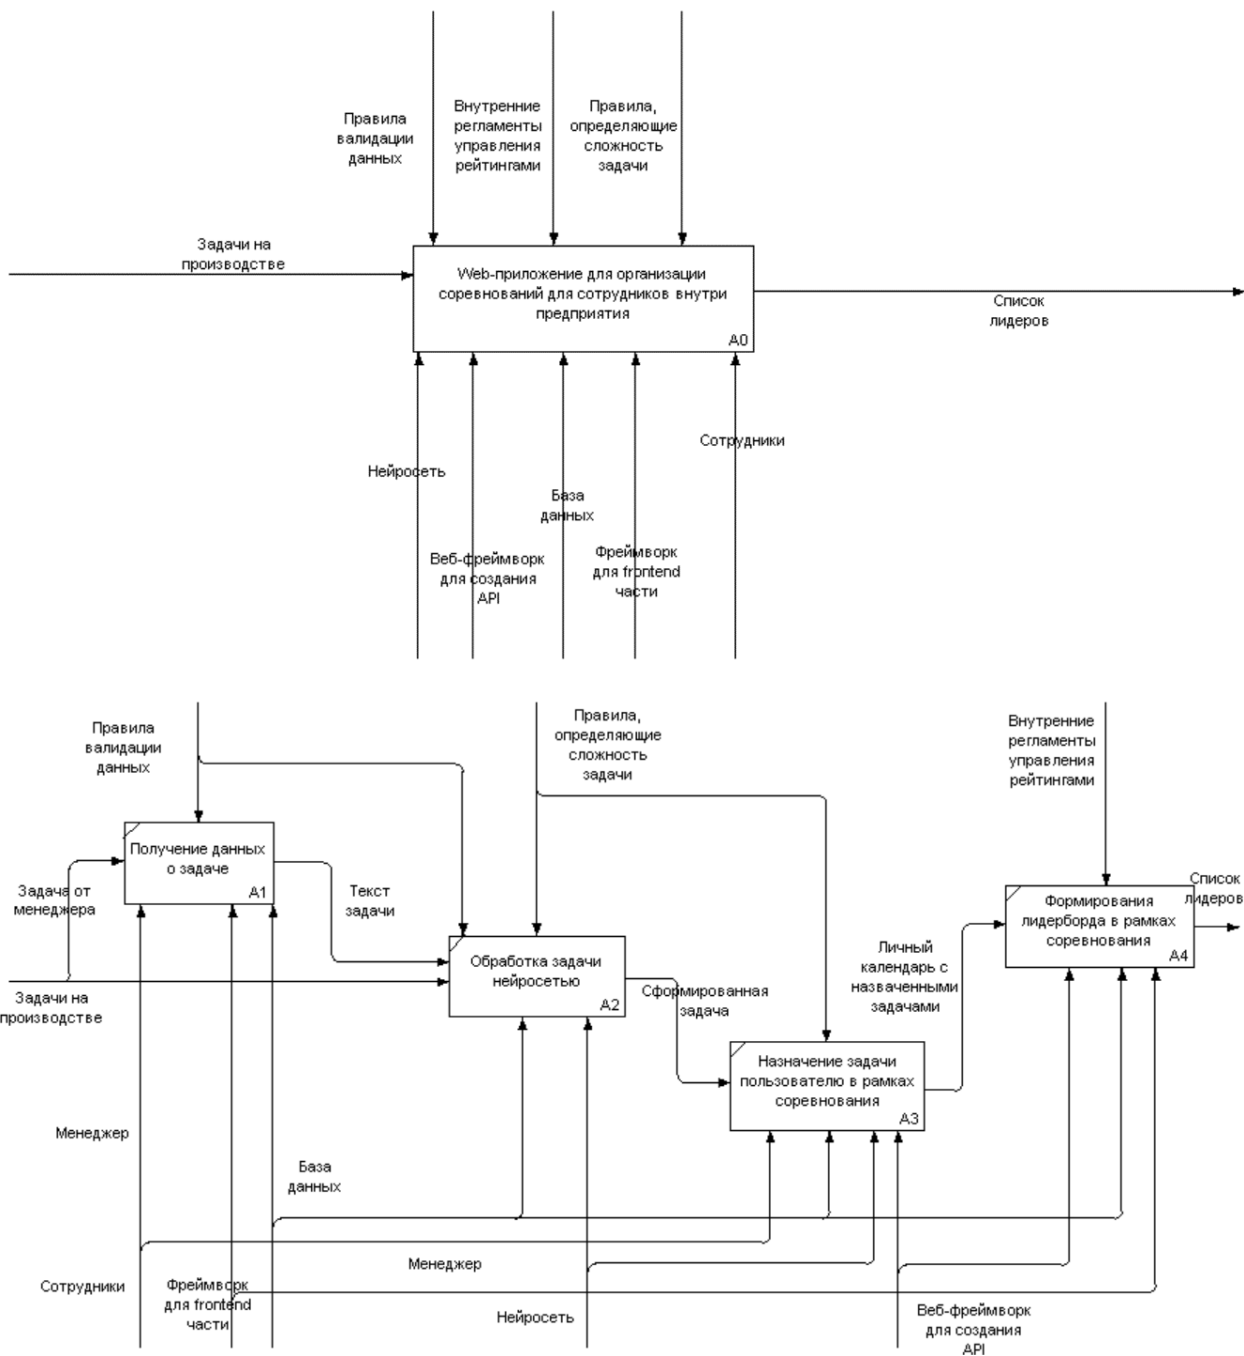 Правила
валидации
данных
Внутренние
регламенты
управления
рейтингами
Правила,
определяющие
сложность
задачи
Задачи на
производстве
Web-приложение для организации
соревнований для сотрудников внутри
предприятия
A0
Список
лидеров
Нейросеть
Веб-фреймворк
для создания
API
База
данных
Фреймворк
для frontend
части
Сотрудники
Правила
валидации
данных
Правила,
определяющие
сложность
задачи
Внутренние
регламенты
управления
рейтингами
Получение данных
о задаче
A1
Задача от
менеджера
Текст
задачи
Задачи на
производстве
Обработка задачи
нейросетью
A2
Сформированная
задача
Назначение задачи
пользователю в рамках
соревнования
A3
Личный
календарь с
назваченными
задачами
Формирования
лидерборда в рамках
соревнования
A4
Список
лидеров
Менеджер
База
данных
Менеджер
Сотрудники
Фреймворк
для frontend
части
Нейросеть
Веб-фреймворк
для создания
API